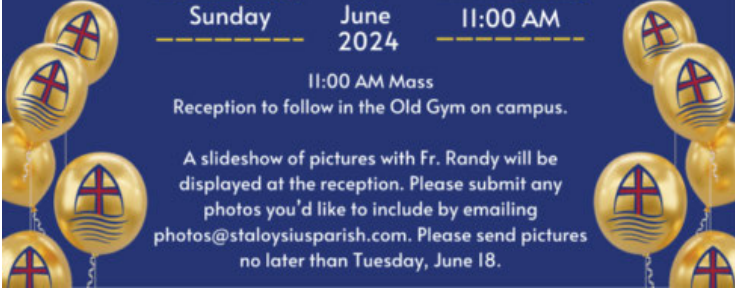 Sunday June 2024 11:00 AM
11:00 AM Mass
Reception to follow in the Old Gym on campus.
A slideshow of pictures with Fr. Randy will be
displayed at the reception. Please submit any
photos you'd like to include by emailing
photos@staloysiusparish.com. Please send pictures
no later than Tuesday, June 18.